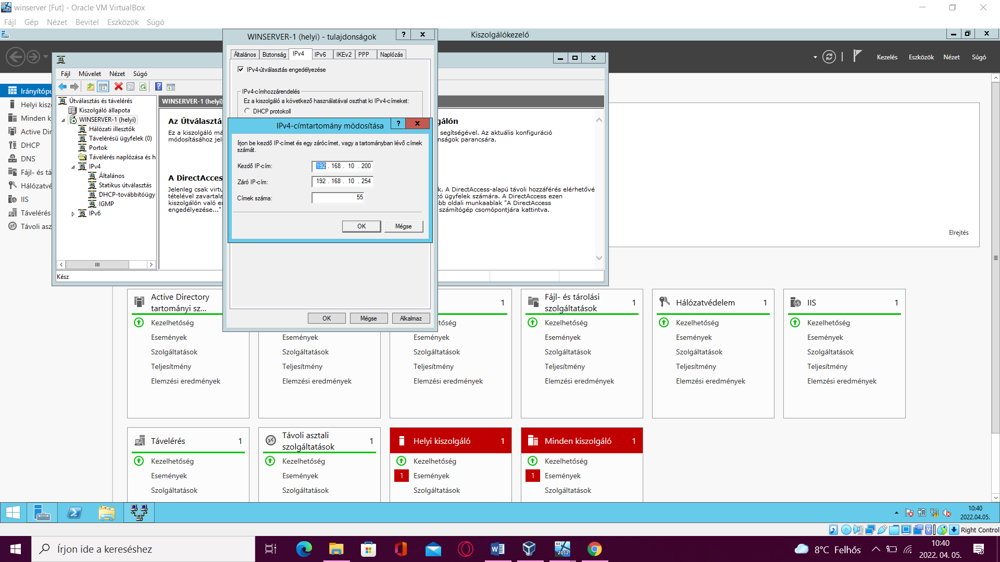 winserver [Fut] - Oracle VM VirtualBox
Fájl Gép Nézet Bevitel Eszközök Súgó
Kiszolgálókezelő
Kezelés Eszközök Nézet Súgó
Irányítópu
Helyi kisz
Minden k
Active Dir
DHCP
DNS
Fájl- és tá
Hálózatvé
IIS
Távelérés
Távoli asz
Fájl Művelet Nézet Súgó
Útválasztás és távelérés
Kiszolgáló állapota
WINSERVER-1 (helyi)
Hálózati illesztők
Távelérésű ügyfelek (0)
Portok
Távelérés naplózása és h
IPv4
Általános
Statikus útválasztás
DHCP-továbbítóügy
IGMP
IPv6
Kész
WINSERVER-1 (helyi)
Az Útválasztá
gálón
Ez a kiszolgáló má
segítségével. Az aktuális konfiguráció
módosításához jel
onságok parancsára.
A DirectAccess
Jelenleg csak virtu
k. A DirectAccess-alapú távoli hozzáférés elérhetővé
tételével zavartala
zó ügyfelek számára. A DirectAccess ezen
kiszolgálón való e
obb oldali munkaablak "A DirectAccess
engedélyezése..."
számítógép csomópontjára kattintva.
WINSERVER-1 (helyi) - tulajdonságok
? x
Általános Biztonság IPv4 IPv6 IKEv2 PPP Naplózás
IPv4-útválasztás engedélyezése
IPv4-címhozzárendelés
Ez a kiszolgáló a következő használatával oszthat ki IPv4-címeket:
DHCP protokoll
IPv4-címtartomány módosítása
? x
Írjon be kezdő IP-címet és egy zárócímet, vagy a tartományban lévő címek
számát.
Kezdő IP-cím: 192 . 168 . 10 . 200
Záró IP-cím: 192 . 168 . 10 . 254
Címek száma: 55
OK Mégse
OK Mégse Alkalmaz
Elrejtés
Active Directory
tartományi sz...
Kezelhetőség
Események
Szolgáltatások
Teljesítmény
Elemzési eredmények
Események
Szolgáltatások
Teljesítmény
Elemzési eredmények
1
őség
Események
Szolgáltatások
Teljesítmény
Elemzési eredmények
Fájl- és tárolási
szolgáltatások 1
Kezelhetőség
Események
Szolgáltatások
Teljesítmény
Elemzési eredmények
Hálózatvédelem 1
Kezelhetőség
Események
Szolgáltatások
Teljesítmény
Elemzési eredmények
IIS 1
Kezelhetőség
Események
Szolgáltatások
Teljesítmény
Elemzési eredmények
Távelérés 1
Kezelhetőség
Események
Szolgáltatások
Távoli asztali
szolgáltatások 1
Kezelhetőség
Események
Szolgáltatások
Helyi kiszolgáló 1
Kezelhetőség
1 Események
Szolgáltatások
Minden kiszolgáló 1
Kezelhetőség
1 Események
Szolgáltatások
10:40
2022.04.05.
Right Control
Írjon ide a kereséshez
8°C Felhős
10:40
2022. 04. 05.